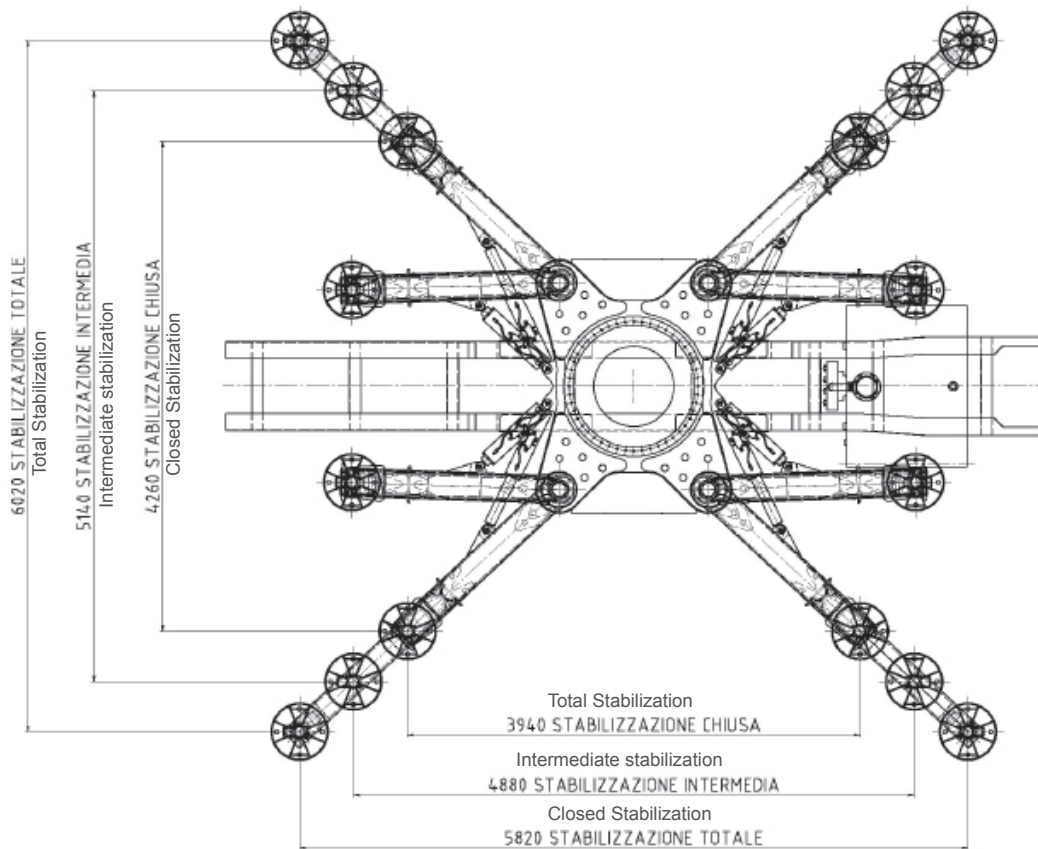 6020 STABILIZZAZIONE TOTALE
Total Stabilization
5140 STABILIZZAZIONE INTERMEDIA
Intermediate stabilization
4260 STABILIZZAZIONE CHIUSA
Closed Stabilization
Total Stabilization
3940 STABILIZZAZIONE CHIUSA
Intermediate stabilization
4880 STABILIZZAZIONE INTERMEDIA
Closed Stabilization
5820 STABILIZZAZIONE TOTALE